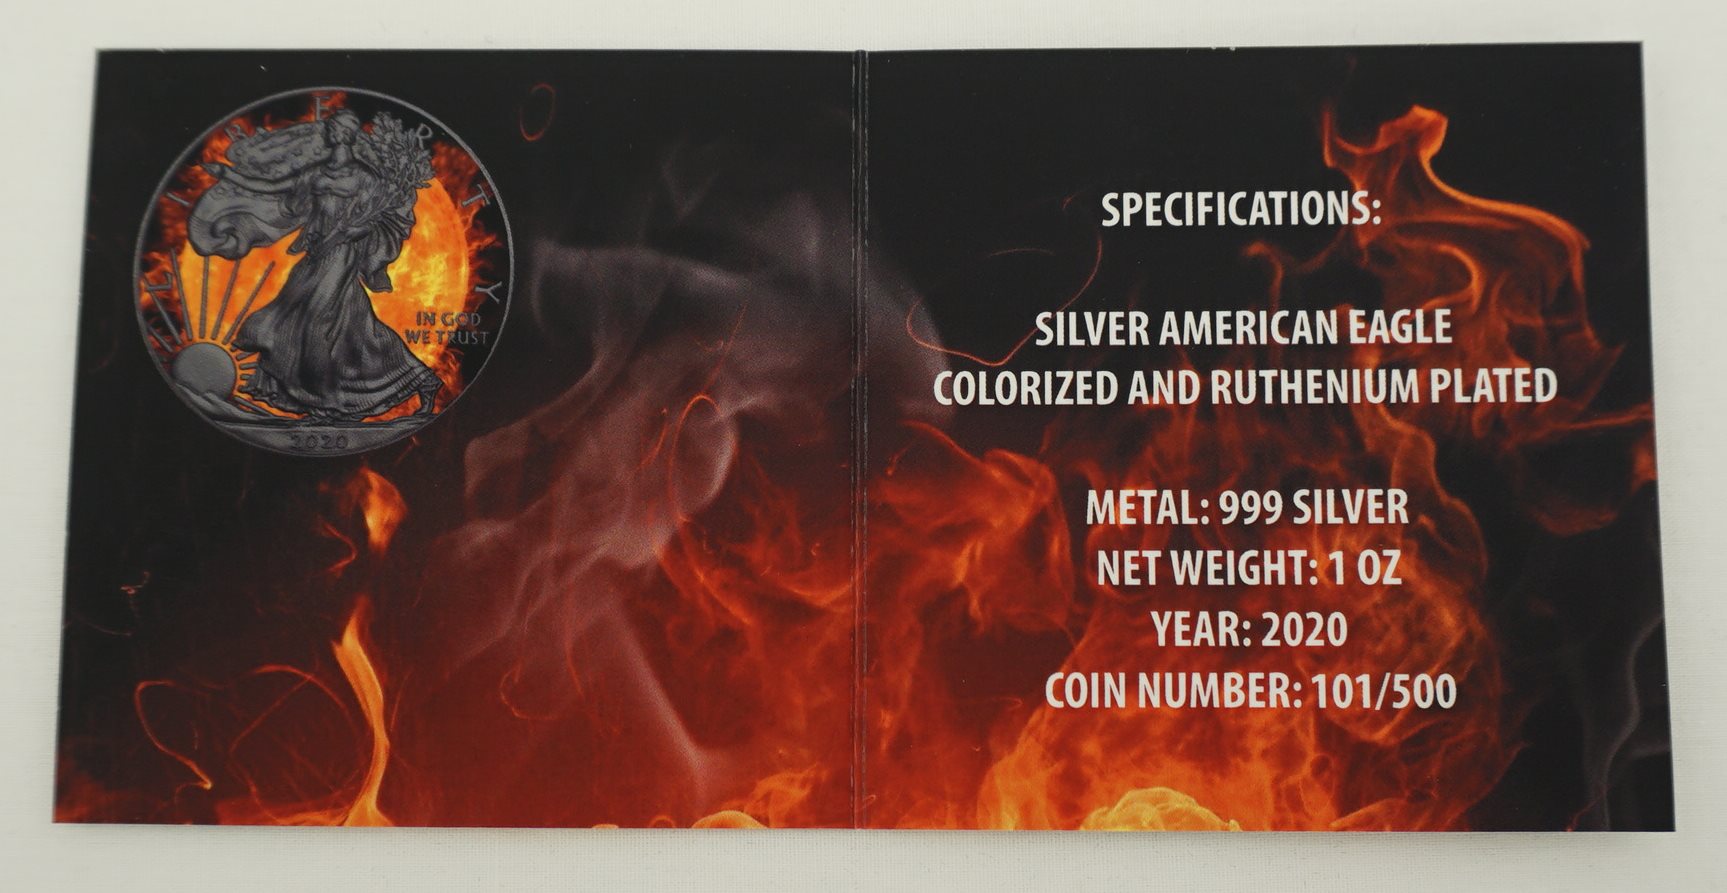 LIBERTY
IN GOD
WE TRUST
2020
SPECIFICATIONS:
SILVER AMERICAN EAGLE
COLORIZED AND RUTHENIUM PLATED
METAL: 999 SILVER
NET WEIGHT: 1 OZ
YEAR: 2020
COIN NUMBER: 101/500